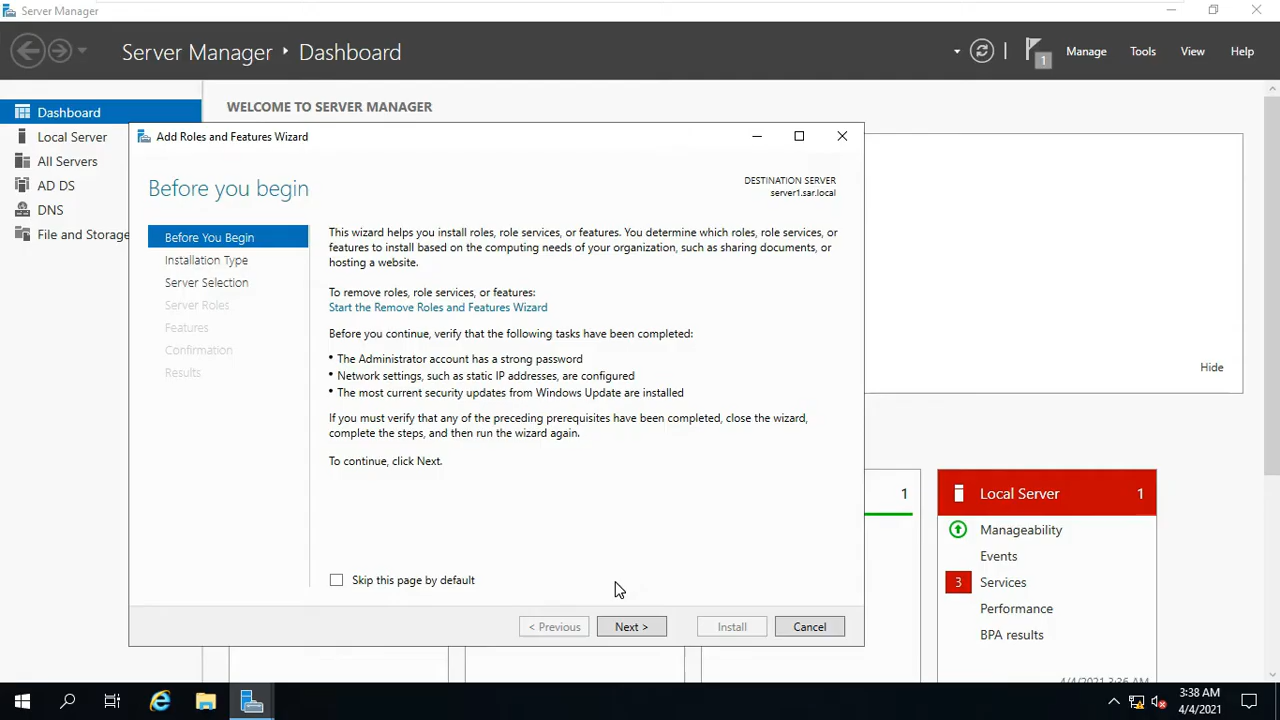 Server Manager
Server Manager ‣ Dashboard
1
Manage
Tools
View
Help
Dashboard
Local Server
All Servers
AD DS
DNS
File and Storage
WELCOME TO SERVER MANAGER
Add Roles and Features Wizard
Before you begin
DESTINATION SERVER
server1.sar.local
Before You Begin
Installation Type
Server Selection
Server Roles
Features
Confirmation
Results
This wizard helps you install roles, role services, or features. You determine which roles, role services, or
features to install based on the computing needs of your organization, such as sharing documents, or
hosting a website.
To remove roles, role services, or features:
Start the Remove Roles and Features Wizard
Before you continue, verify that the following tasks have been completed:
• The Administrator account has a strong password
• Network settings, such as static IP addresses, are configured
• The most current security updates from Windows Update are installed
If you must verify that any of the preceding prerequisites have been completed, close the wizard,
complete the steps, and then run the wizard again.
To continue, click Next.
Skip this page by default
< Previous
Next >
Install
Cancel
Hide
1
Local Server 1
Manageability
Events
3 Services
Performance
BPA results
4/4/2021 3:36 AM
3:38 AM
4/4/2021